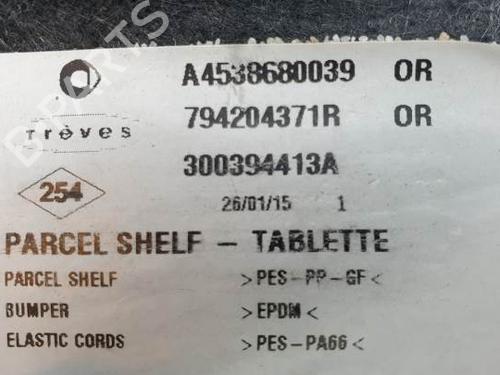 A4538680039 OR
794204371R OR
Trèves
300394413A
254
26/01/15 1
PARCEL SHELF - TABLETTE
PARCEL SHELF >PES-PP-GF<
BUMPER >EPDM<
ELASTIC CORDS >PES-PA66<